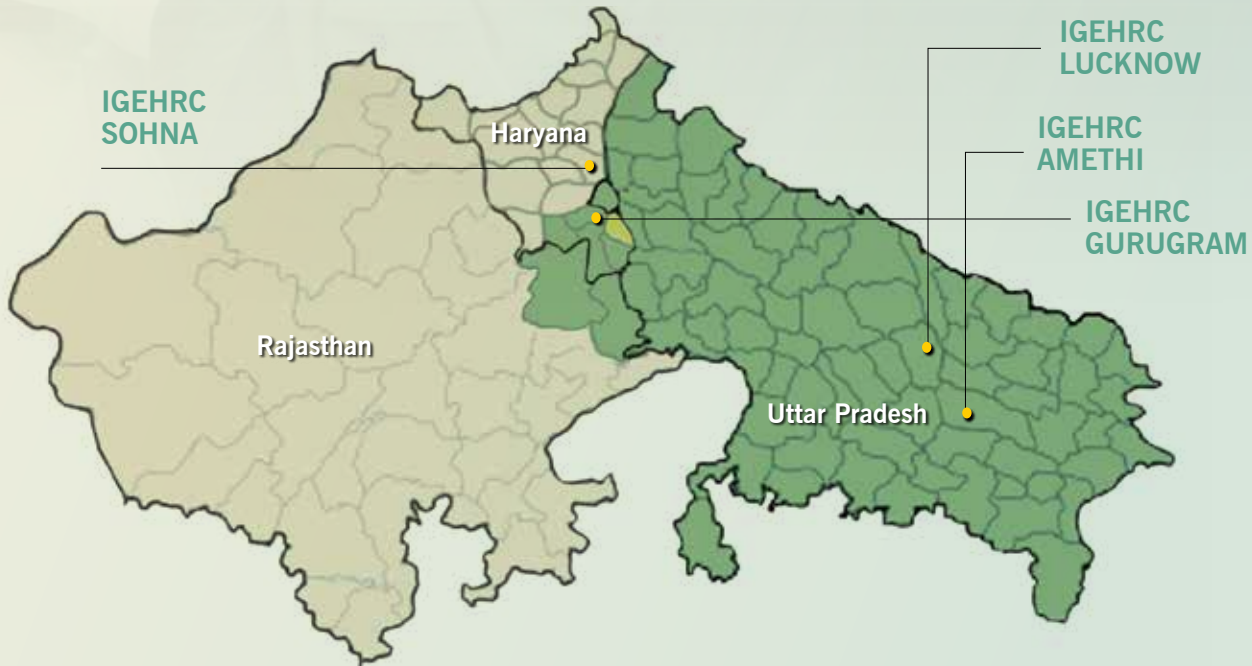 IGEHRC
LUCKNOW
IGEHRC
SOHNA
IGEHRC
AMETHI
Haryana
IGEHRC
GURUGRAM
Rajasthan
Uttar Pradesh